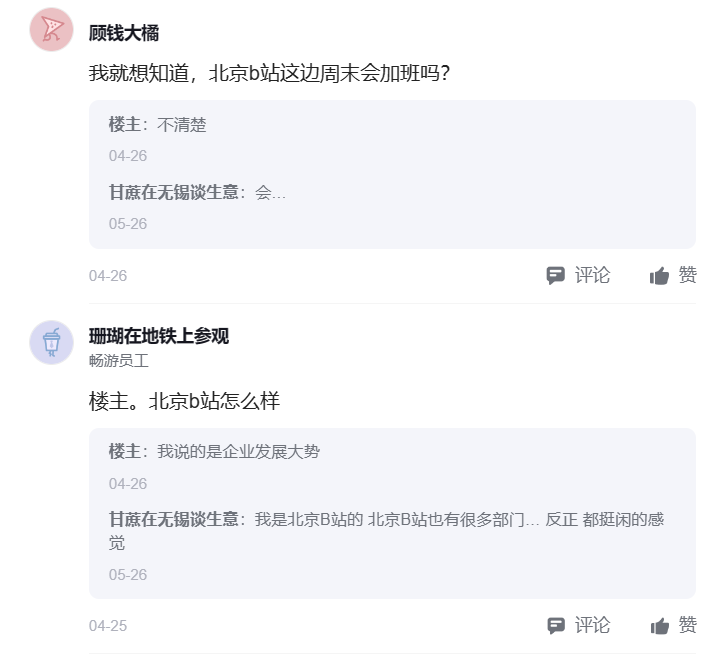 顾钱大橘
我就想知道，北京b站这边周末会加班吗？
楼主：不清楚
04-26
甘蔗在无锡谈生意：会...
05-26
04-26
评论
赞
珊瑚在地铁上参观
畅游员工
楼主。北京b站怎么样
楼主：我说的是企业发展大势
04-26
甘蔗在无锡谈生意：我是北京B站的 北京B站也有很多部门... 反正 都挺闲的感
觉
05-26
04-25
评论
赞